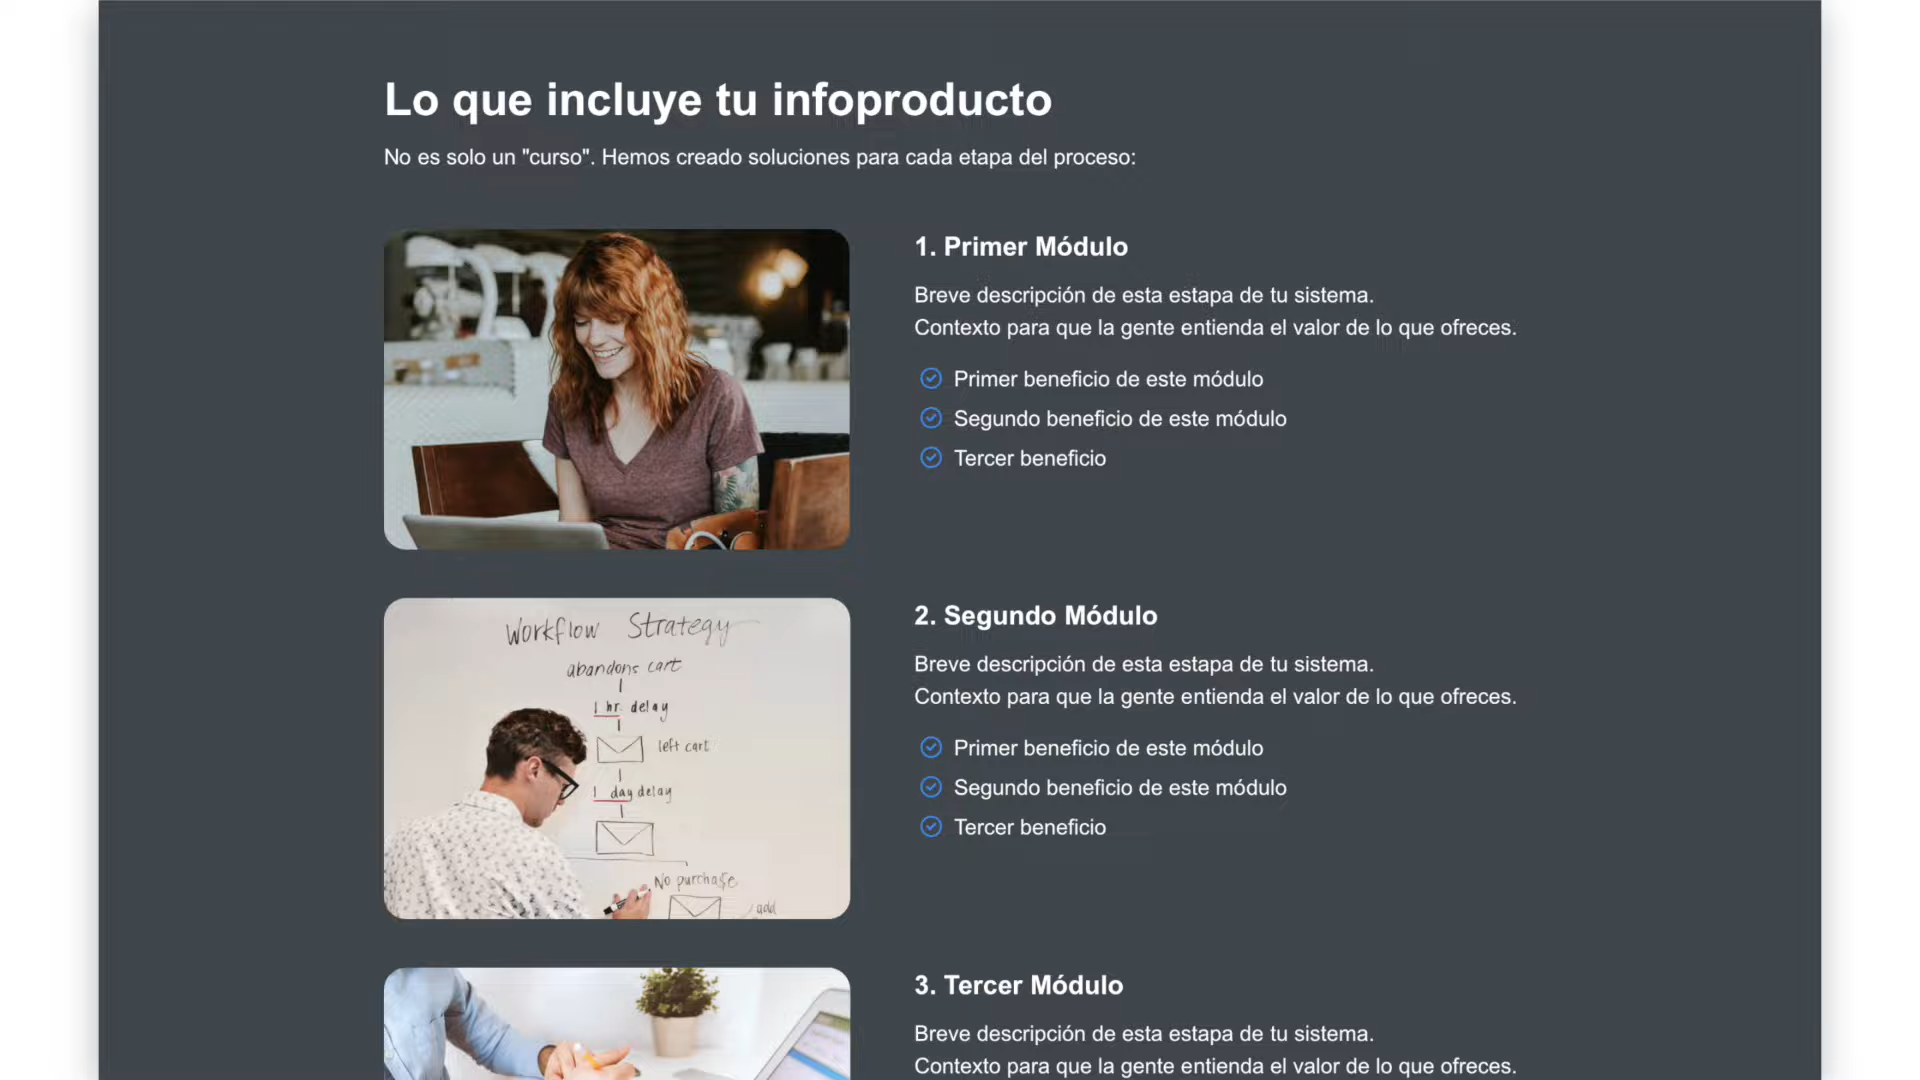 Lo que incluye tu infoproducto
No es solo un "curso". Hemos creado soluciones para cada etapa del proceso:
1. Primer Módulo
Breve descripción de esta estapa de tu sistema.
Contexto para que la gente entienda el valor de lo que ofreces.
Primer beneficio de este módulo
Segundo beneficio de este módulo
Tercer beneficio
Workflow Strategy
abandons cart
1 hr. delay
left cart
1 day delay
No purchase
add
2. Segundo Módulo
Breve descripción de esta estapa de tu sistema.
Contexto para que la gente entienda el valor de lo que ofreces.
Primer beneficio de este módulo
Segundo beneficio de este módulo
Tercer beneficio
3. Tercer Módulo
Breve descripción de esta estapa de tu sistema.
Contexto para que la gente entienda el valor de lo que ofreces.